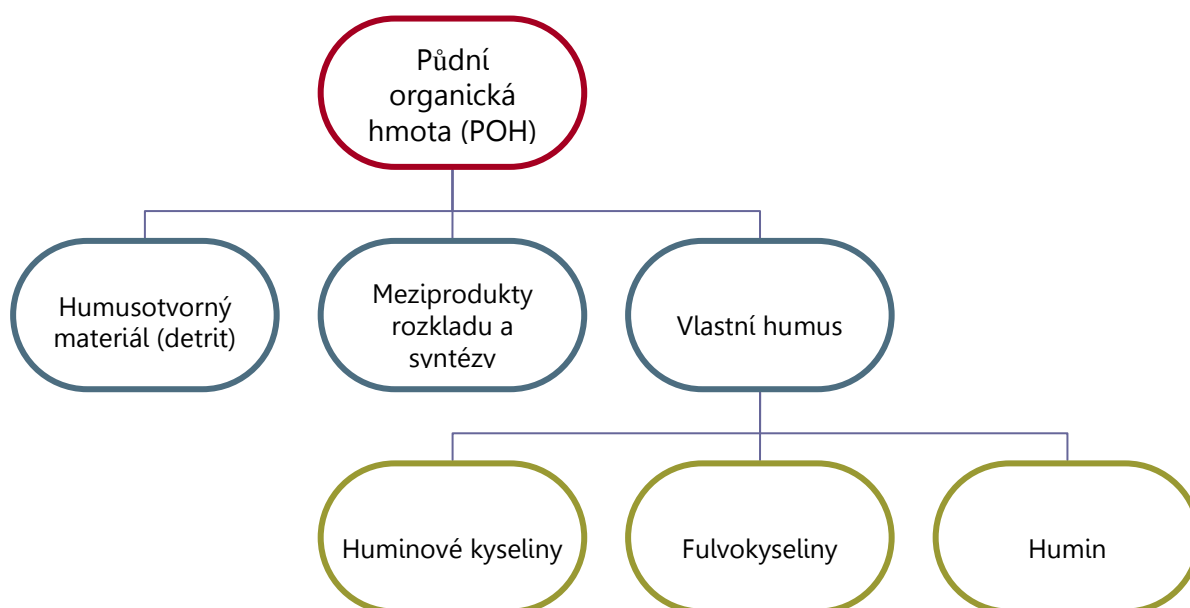 Půdní
organická
hmota (POH)
Humusotvorný
materiál (detrit)
Meziprodukty
rozkladu a
syntézy
Vlastní humus
Huminové kyseliny
Fulvokyseliny
Humin